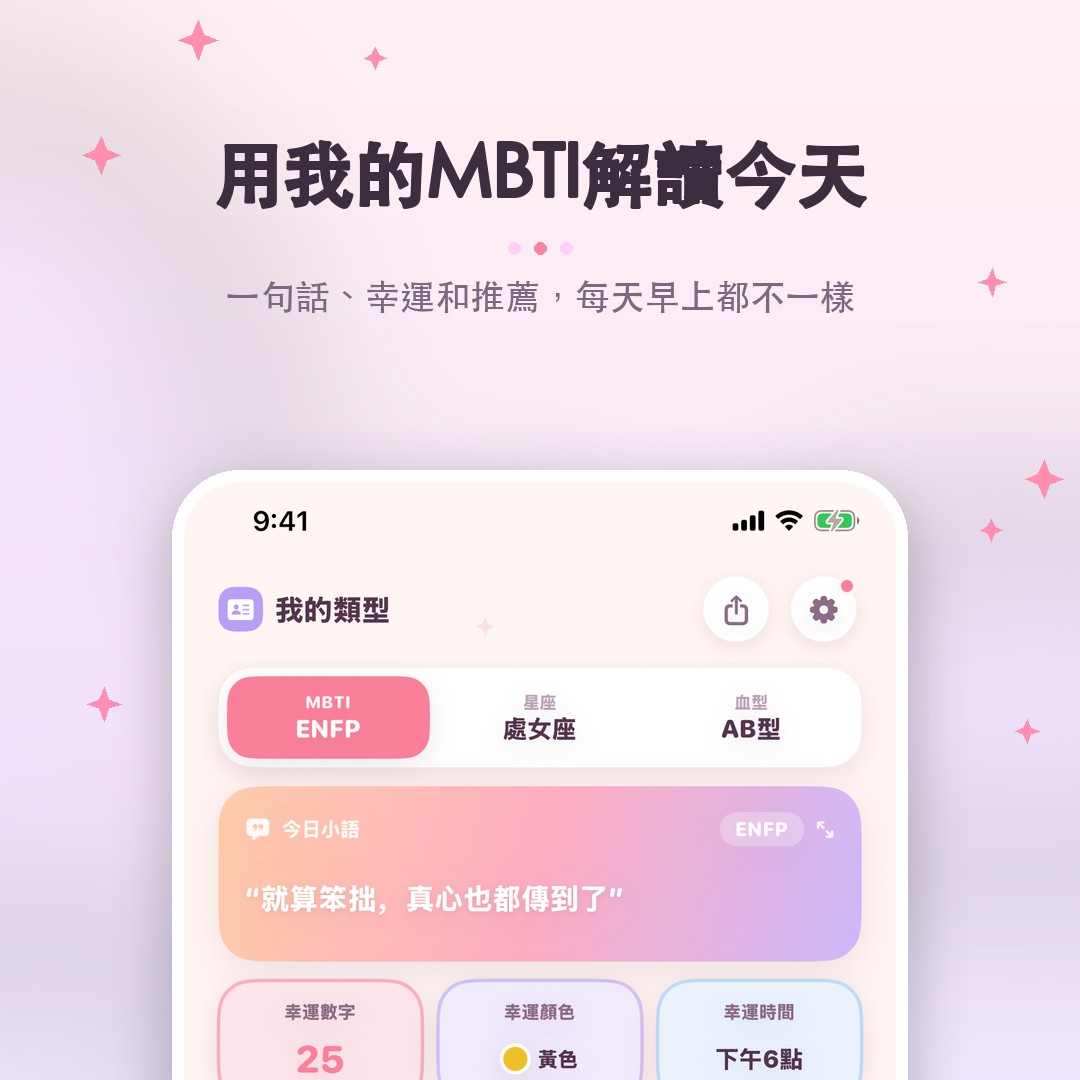 用我的MBTI解讀今天
一句話、幸運和推薦，每天早上都不一樣
9:41
我的類型
MBTI
ENFP
星座
處女座
血型
AB型
今日小語
ENFP
“就算笨拙，真心也都傳到了”
幸運數字
25
幸運顏色
黃色
幸運時間
下午6點